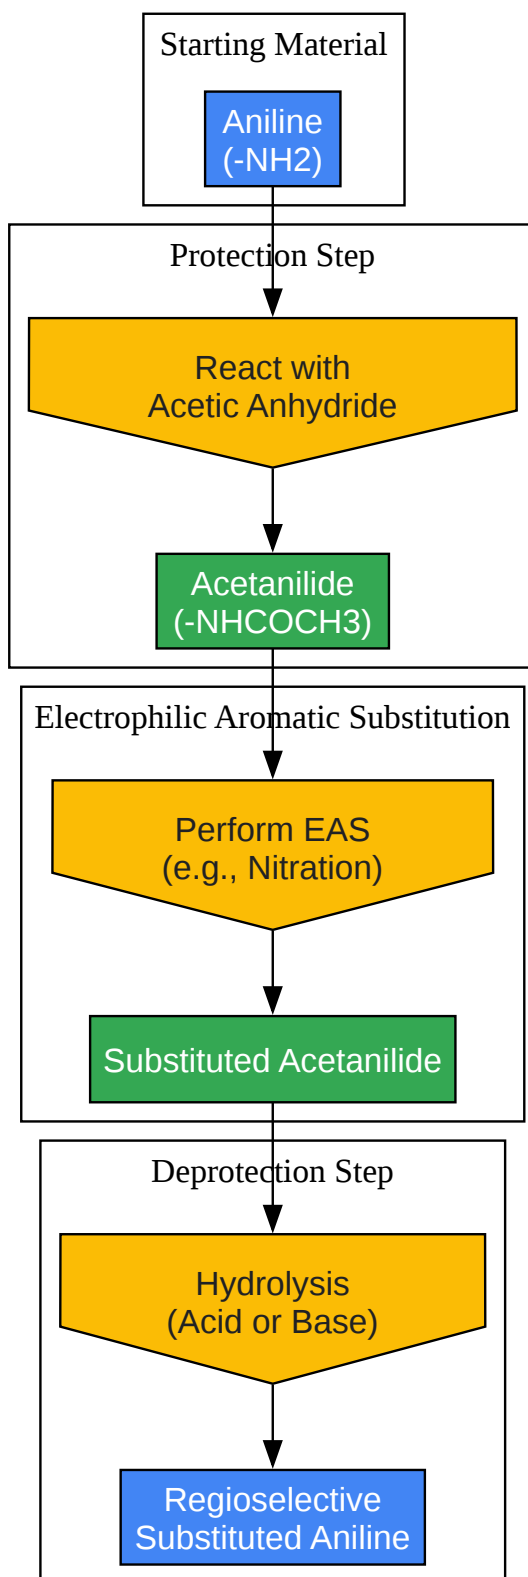 Starting Material
Aniline
(-NH2)
Protection Step
React with
Acetic Anhydride
Acetanilide
(-NHCOCH3)
Electrophilic Aromatic Substitution
Perform EAS
(e.g., Nitration)
Substituted Acetanilide
Deprotection Step
Hydrolysis
(Acid or Base)
Regioselective
Substituted Aniline